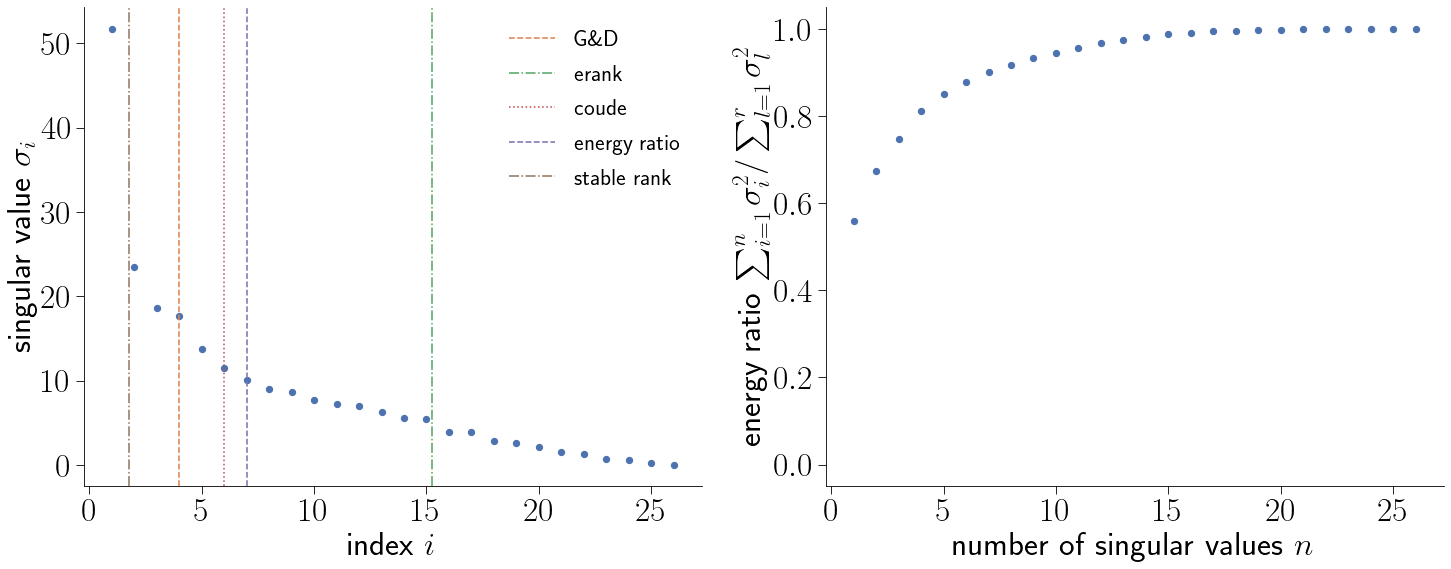 singular value σ_i
50
40
30
20
10
0
0 5 10 15 20 25
index i
G&D
erank
coude
energy ratio
stable rank
energy ratio ∑_{i=1}^{n} σ_i^2 / ∑_{l=1}^{r} σ_l^2
1.0
0.8
0.6
0.4
0.2
0.0
0 5 10 15 20 25
number of singular values n